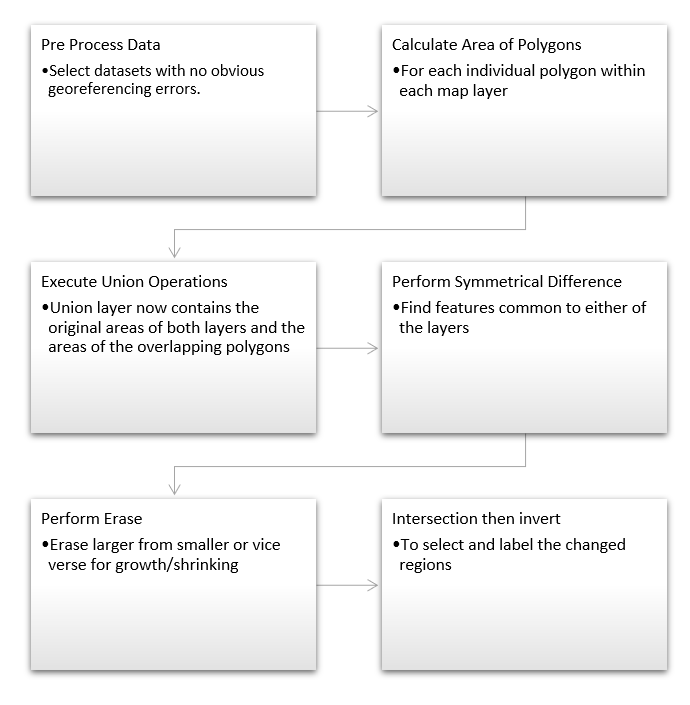 Pre Process Data
•Select datasets with no obvious
georeferencing errors.
Calculate Area of Polygons
•For each individual polygon within
each map layer
Execute Union Operations
•Union layer now contains the
original areas of both layers and the
areas of the overlapping polygons
Perform Symmetrical Difference
•Find features common to either of
the layers
Perform Erase
•Erase larger from smaller or vice
verse for growth/shrinking
Intersection then invert
•To select and label the changed
regions